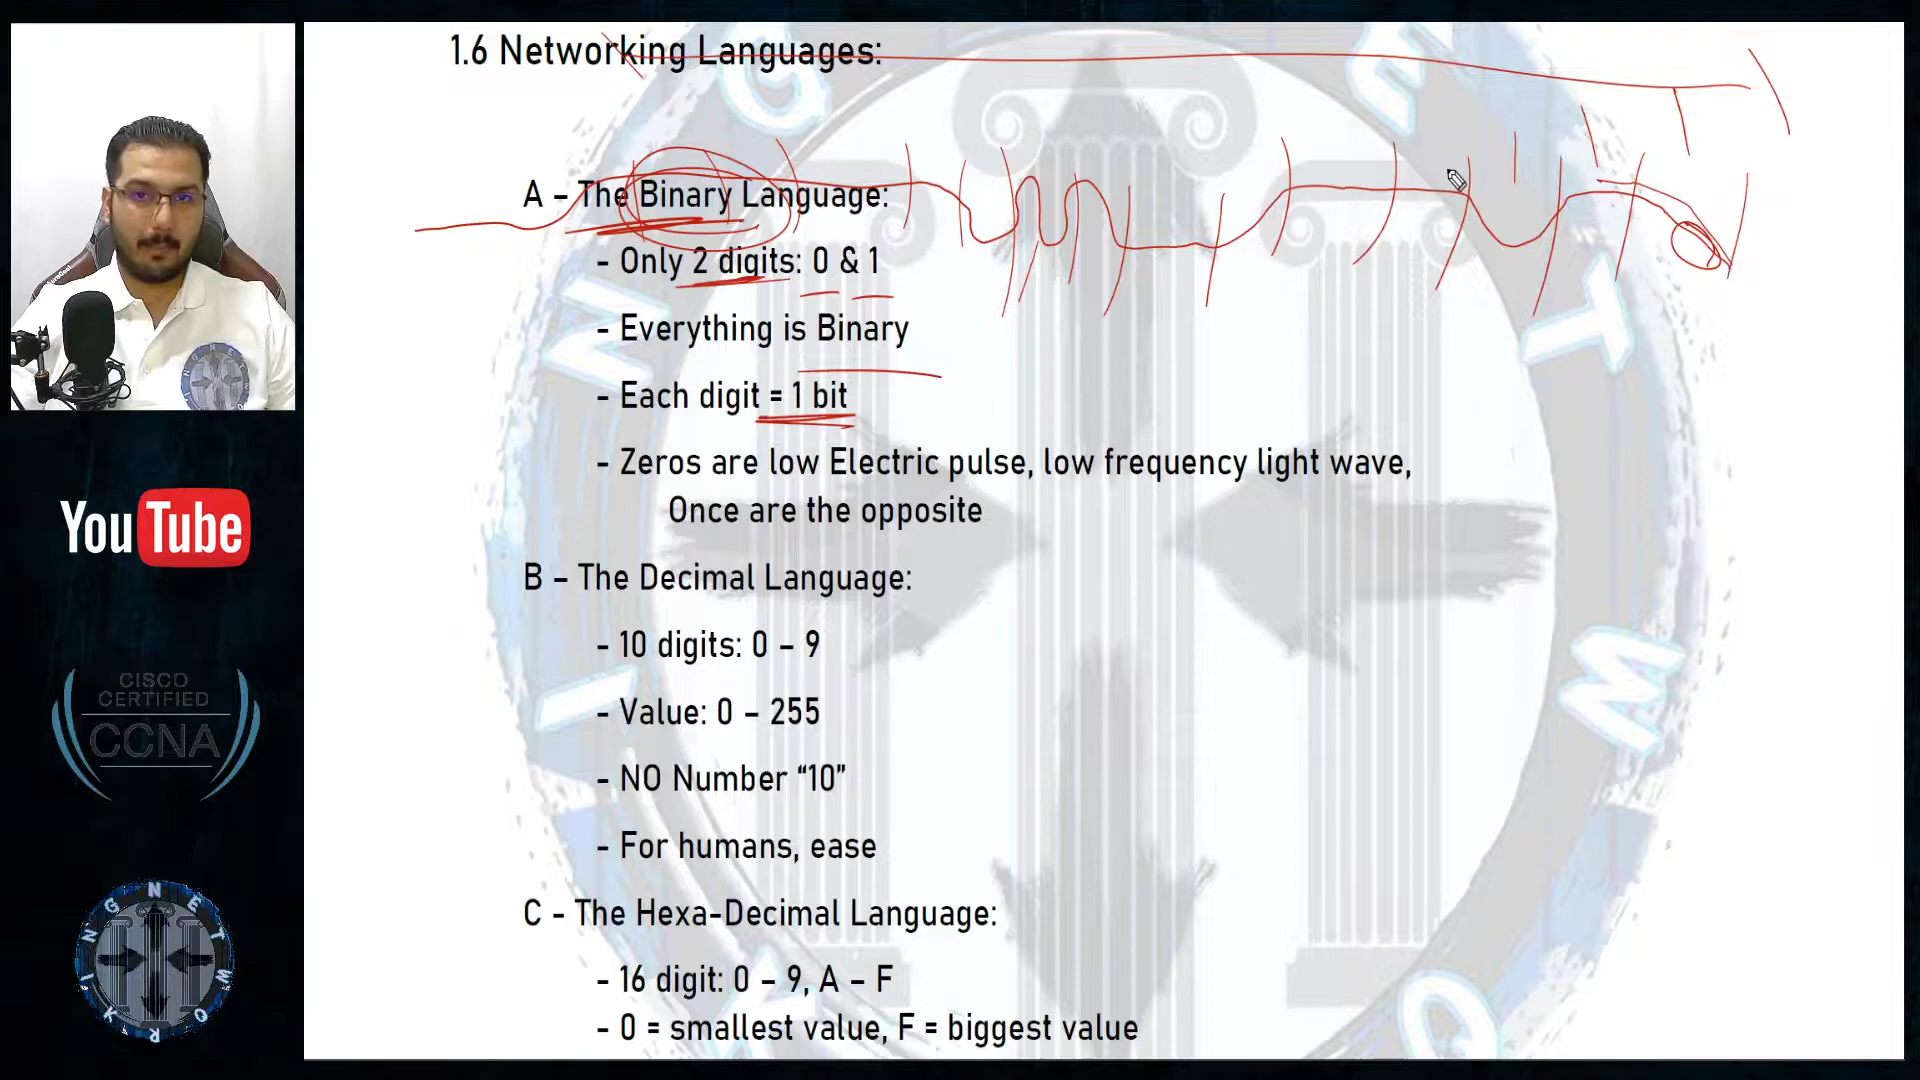 1.6 Networking Languages:
A – The Binary Language:
- Only 2 digits: 0 & 1
- Everything is Binary
- Each digit = 1 bit
- Zeros are low Electric pulse, low frequency light wave,
Once are the opposite
B – The Decimal Language:
- 10 digits: 0 – 9
- Value: 0 – 255
- NO Number “10”
- For humans, ease
C - The Hexa-Decimal Language:
- 16 digit: 0 – 9, A – F
- 0 = smallest value, F = biggest value
YouTube
CISCO
CERTIFIED
CCNA
NETWORKING